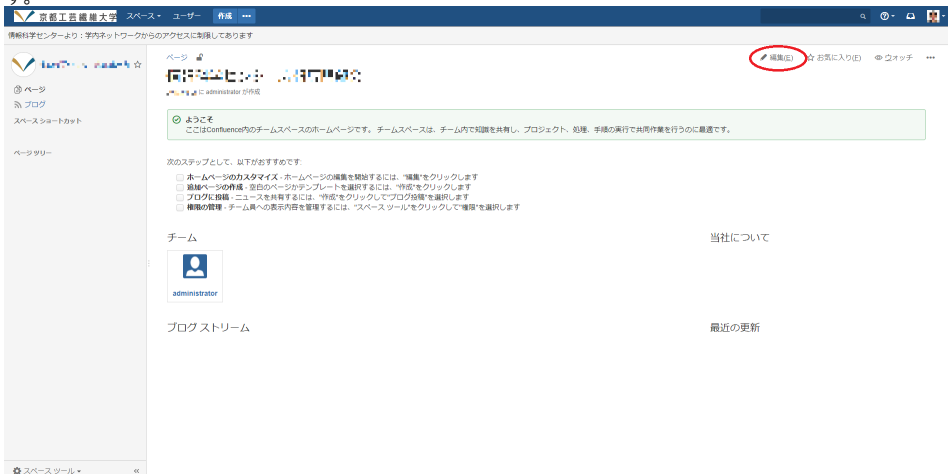 す。
京都工芸繊維大学 スペース ユーザー 作成
情報科学センターより：学内ネットワークからのアクセスに制限してあります
ページ 編集(E) お気に入り(F) ウォッチ
に administrator が作成
ページ
ブログ
スペース ショートカット
ページ ツリー
ようこそ
ここはConfluence内のチームスペースのホームページです。 チームスペースは、チーム内で知識を共有し、プロジェクト、処理、手順の実行で共同作業を行うのに最適です。
次のステップとして、以下がおすすめです:
ホームページのカスタマイズ - ホームページの編集を開始するには、"編集"をクリックします
追加ページの作成 - 空白のページかテンプレートを選択するには、"作成"をクリックします
ブログに投稿 - ニュースを共有するには、"作成"をクリックして"ブログ投稿"を選択します
権限の管理 - チーム員への表示内容を管理するには、"スペース ツール"をクリックして"権限"を選択します
チーム 当社について
administrator
ブログ ストリーム 最近の更新
スペース ツール